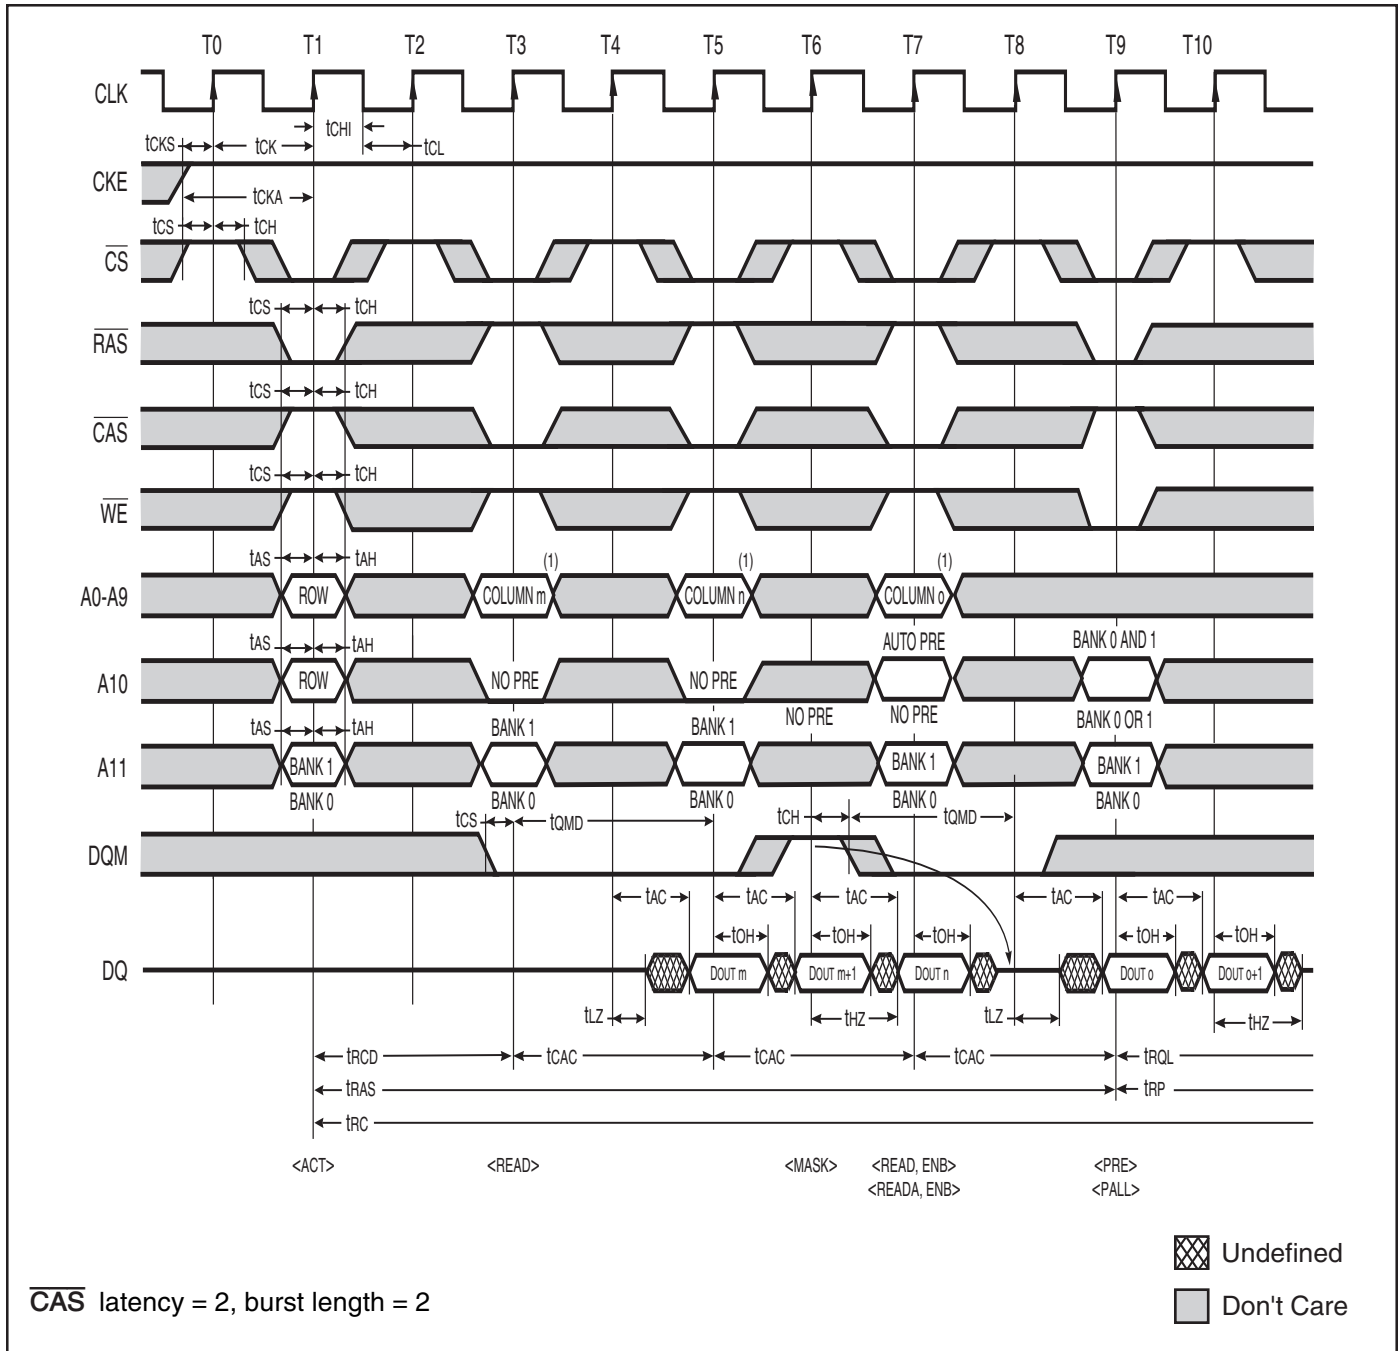 T0 T1 T2 T3 T4 T5 T6 T7 T8 T9 T10
CLK
tCHI
tCKS tCK tCL
CKE
tCKA
tCS tCH
CS
tCS tCH
RAS
tCS tCH
CAS
tCS tCH
WE
tAS tAH (1) (1) (1)
A0-A9 ROW COLUMN m COLUMN n COLUMN o
tAS tAH AUTO PRE BANK 0 AND 1
A10 ROW NO PRE NO PRE
tAS tAH BANK 1 BANK 1 NO PRE NO PRE BANK 0 OR 1
A11 BANK 1 BANK 1 BANK 1
BANK 0 BANK 0 BANK 0 BANK 0 BANK 0
tCS tQMD tCH tQMD
DQM
tAC tAC tAC tAC tAC
tOH tOH tOH tOH tOH
DQ DOUT m DOUT m+1 DOUT n DOUT o DOUT o+1
tLZ tHZ tLZ tHZ
tRCD tCAC tCAC tCAC tRQL
tRAS tRP
tRC
<ACT> <READ> <MASK> <READ, ENB> <PRE>
<READA, ENB> <PALL>
Undefined
CAS latency = 2, burst length = 2
Don't Care